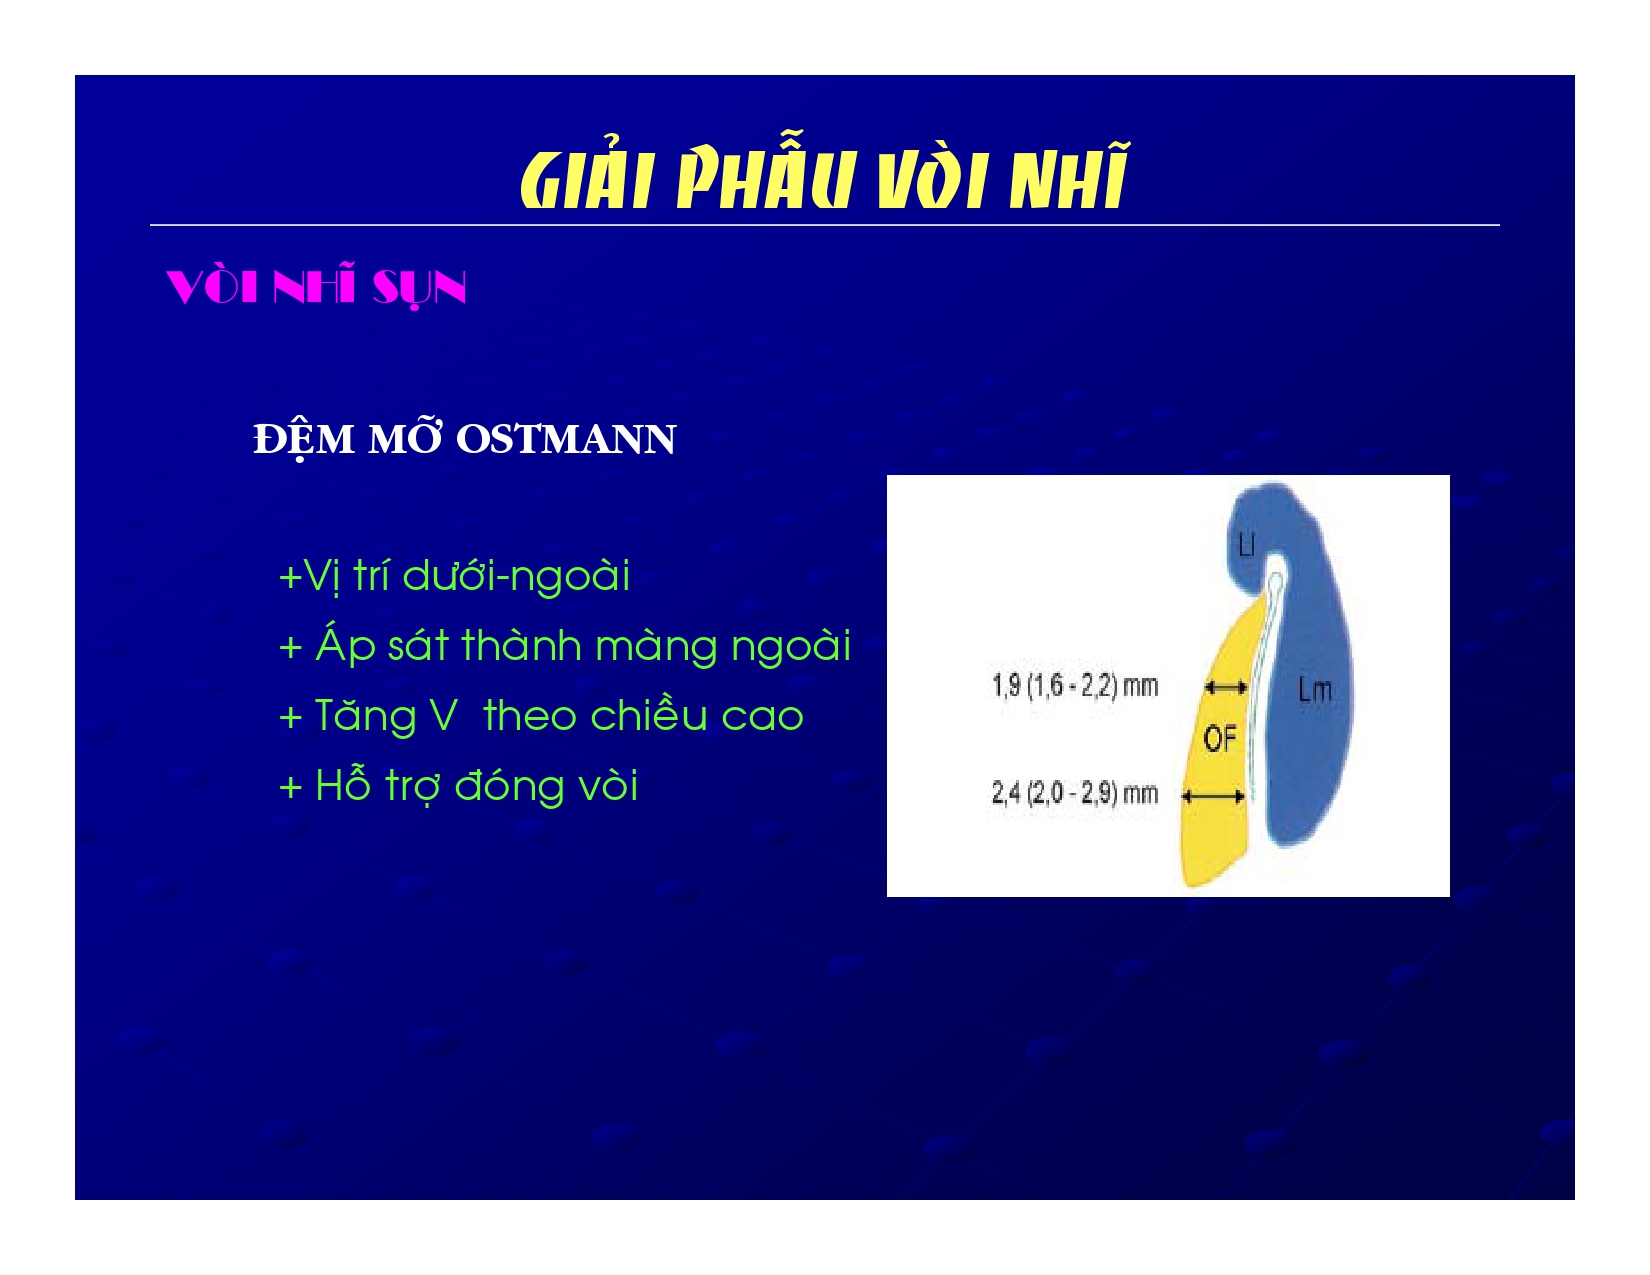 GIẢI PHẪU VÒI NHĨ
VÒI NHĨ SỤN
ĐỆM MỠ OSTMANN
+Vị trí dưới-ngoài
+ Áp sát thành màng ngoài
+ Tăng V theo chiều cao
+ Hỗ trợ đóng vòi
Ll
1,9 (1,6 - 2,2) mm
Lm
OF
2,4 (2,0 - 2,9) mm